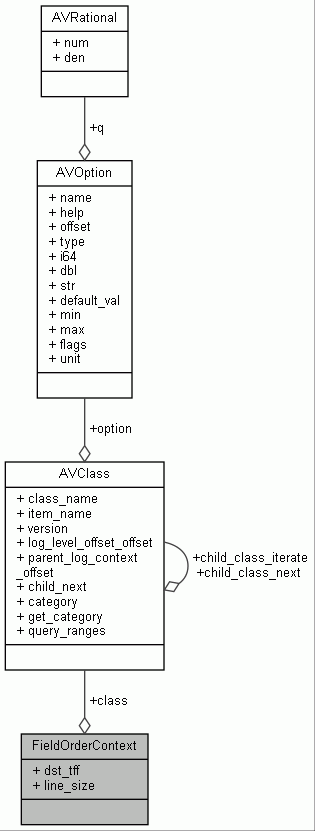 AVRational
+ num
+ den
+q
AVOption
+ name
+ help
+ offset
+ type
+ i64
+ dbl
+ str
+ default_val
+ min
+ max
+ flags
+ unit
+option
AVClass
+ class_name
+ item_name
+ version
+ log_level_offset_offset
+ parent_log_context
_offset
+ child_next
+ category
+ get_category
+ query_ranges
+child_class_iterate
+child_class_next
+class
FieldOrderContext
+ dst_tff
+ line_size